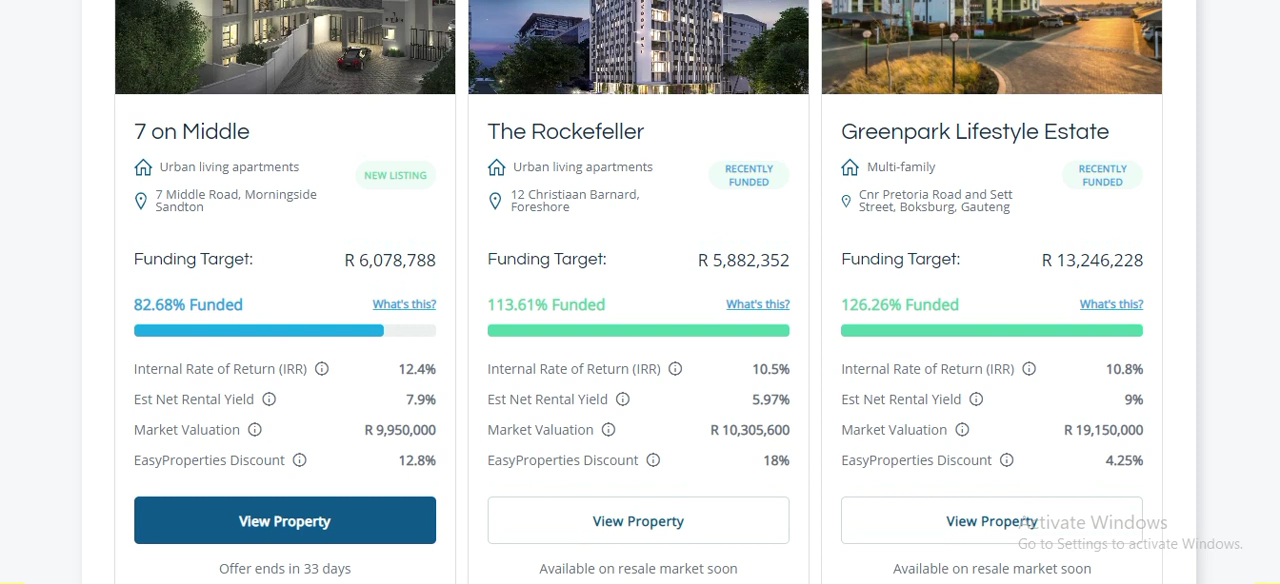 7 on Middle
Urban living apartments
NEW LISTING
7 Middle Road, Morningside
Sandton
Funding Target:
R 6,078,788
82.68% Funded
What's this?
Internal Rate of Return (IRR)
12.4%
Est Net Rental Yield
7.9%
Market Valuation
R 9,950,000
EasyProperties Discount
12.8%
View Property
Offer ends in 33 days
The Rockefeller
Urban living apartments
RECENTLY
FUNDED
12 Christiaan Barnard,
Foreshore
Funding Target:
R 5,882,352
113.61% Funded
What's this?
Internal Rate of Return (IRR)
10.5%
Est Net Rental Yield
5.97%
Market Valuation
R 10,305,600
EasyProperties Discount
18%
View Property
Available on resale market soon
Greenpark Lifestyle Estate
Multi-family
RECENTLY
FUNDED
Cnr Pretoria Road and Sett
Street, Boksburg, Gauteng
Funding Target:
R 13,246,228
126.26% Funded
What's this?
Internal Rate of Return (IRR)
10.8%
Est Net Rental Yield
9%
Market Valuation
R 19,150,000
EasyProperties Discount
4.25%
View Property
Available on resale market soon
Activate Windows
Go to Settings to activate Windows.